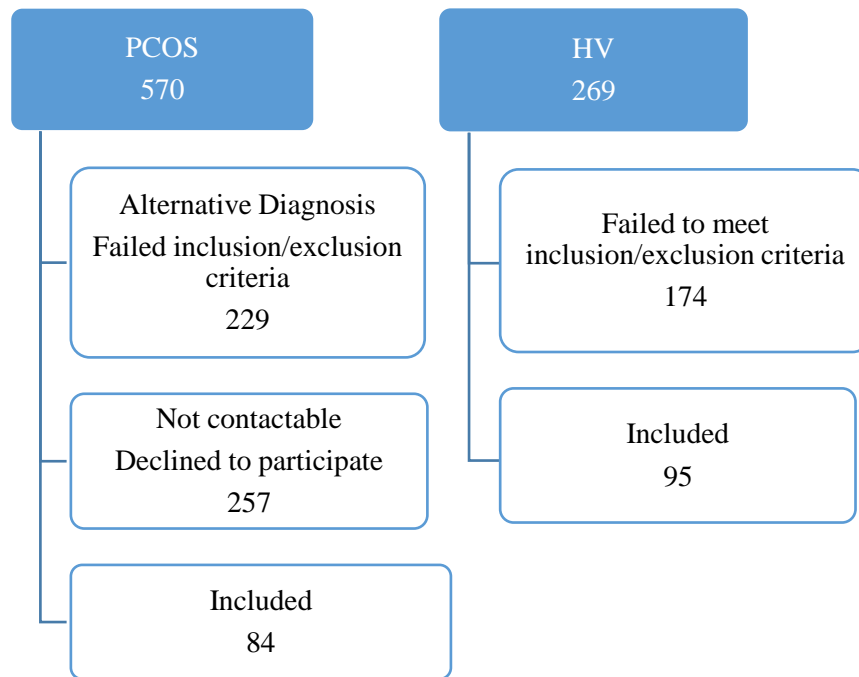 PCOS
570
Alternative Diagnosis
Failed inclusion/exclusion
criteria
229
Not contactable
Declined to participate
257
Included
84
HV
269
Failed to meet
inclusion/exclusion criteria
174
Included
95